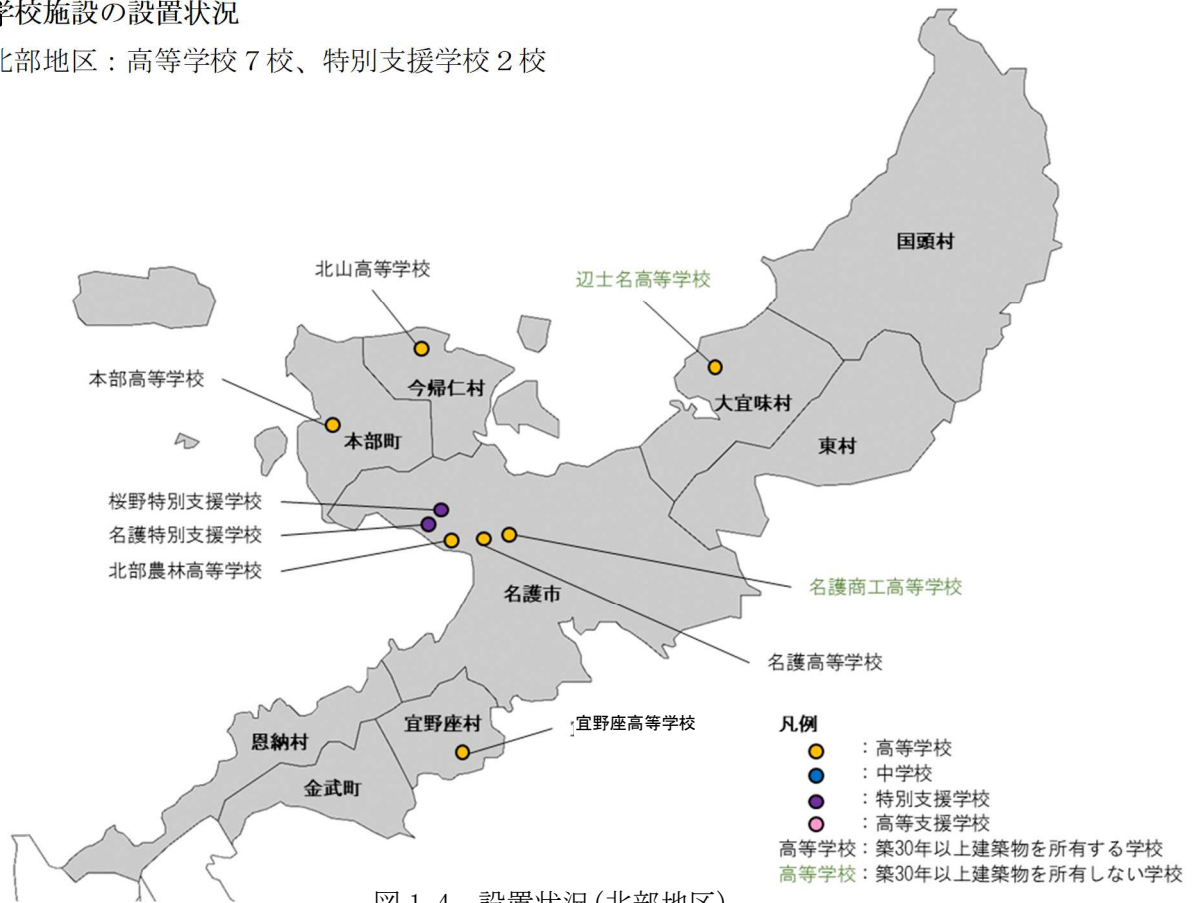 学校施設の設置状況
北部地区：高等学校７校、特別支援学校２校
国頭村
北山高等学校
辺土名高等学校
本部高等学校
今帰仁村
大宜味村
本部町
東村
桜野特別支援学校
名護特別支援学校
北部農林高等学校
名護商工高等学校
名護市
名護高等学校
宜野座村
宜野座高等学校
恩納村
金武町
凡例
：高等学校
：中学校
：特別支援学校
：高等支援学校
高等学校：築30年以上建築物を所有する学校
高等学校：築30年以上建築物を所有しない学校
図 1-4　設置状況(北部地区)